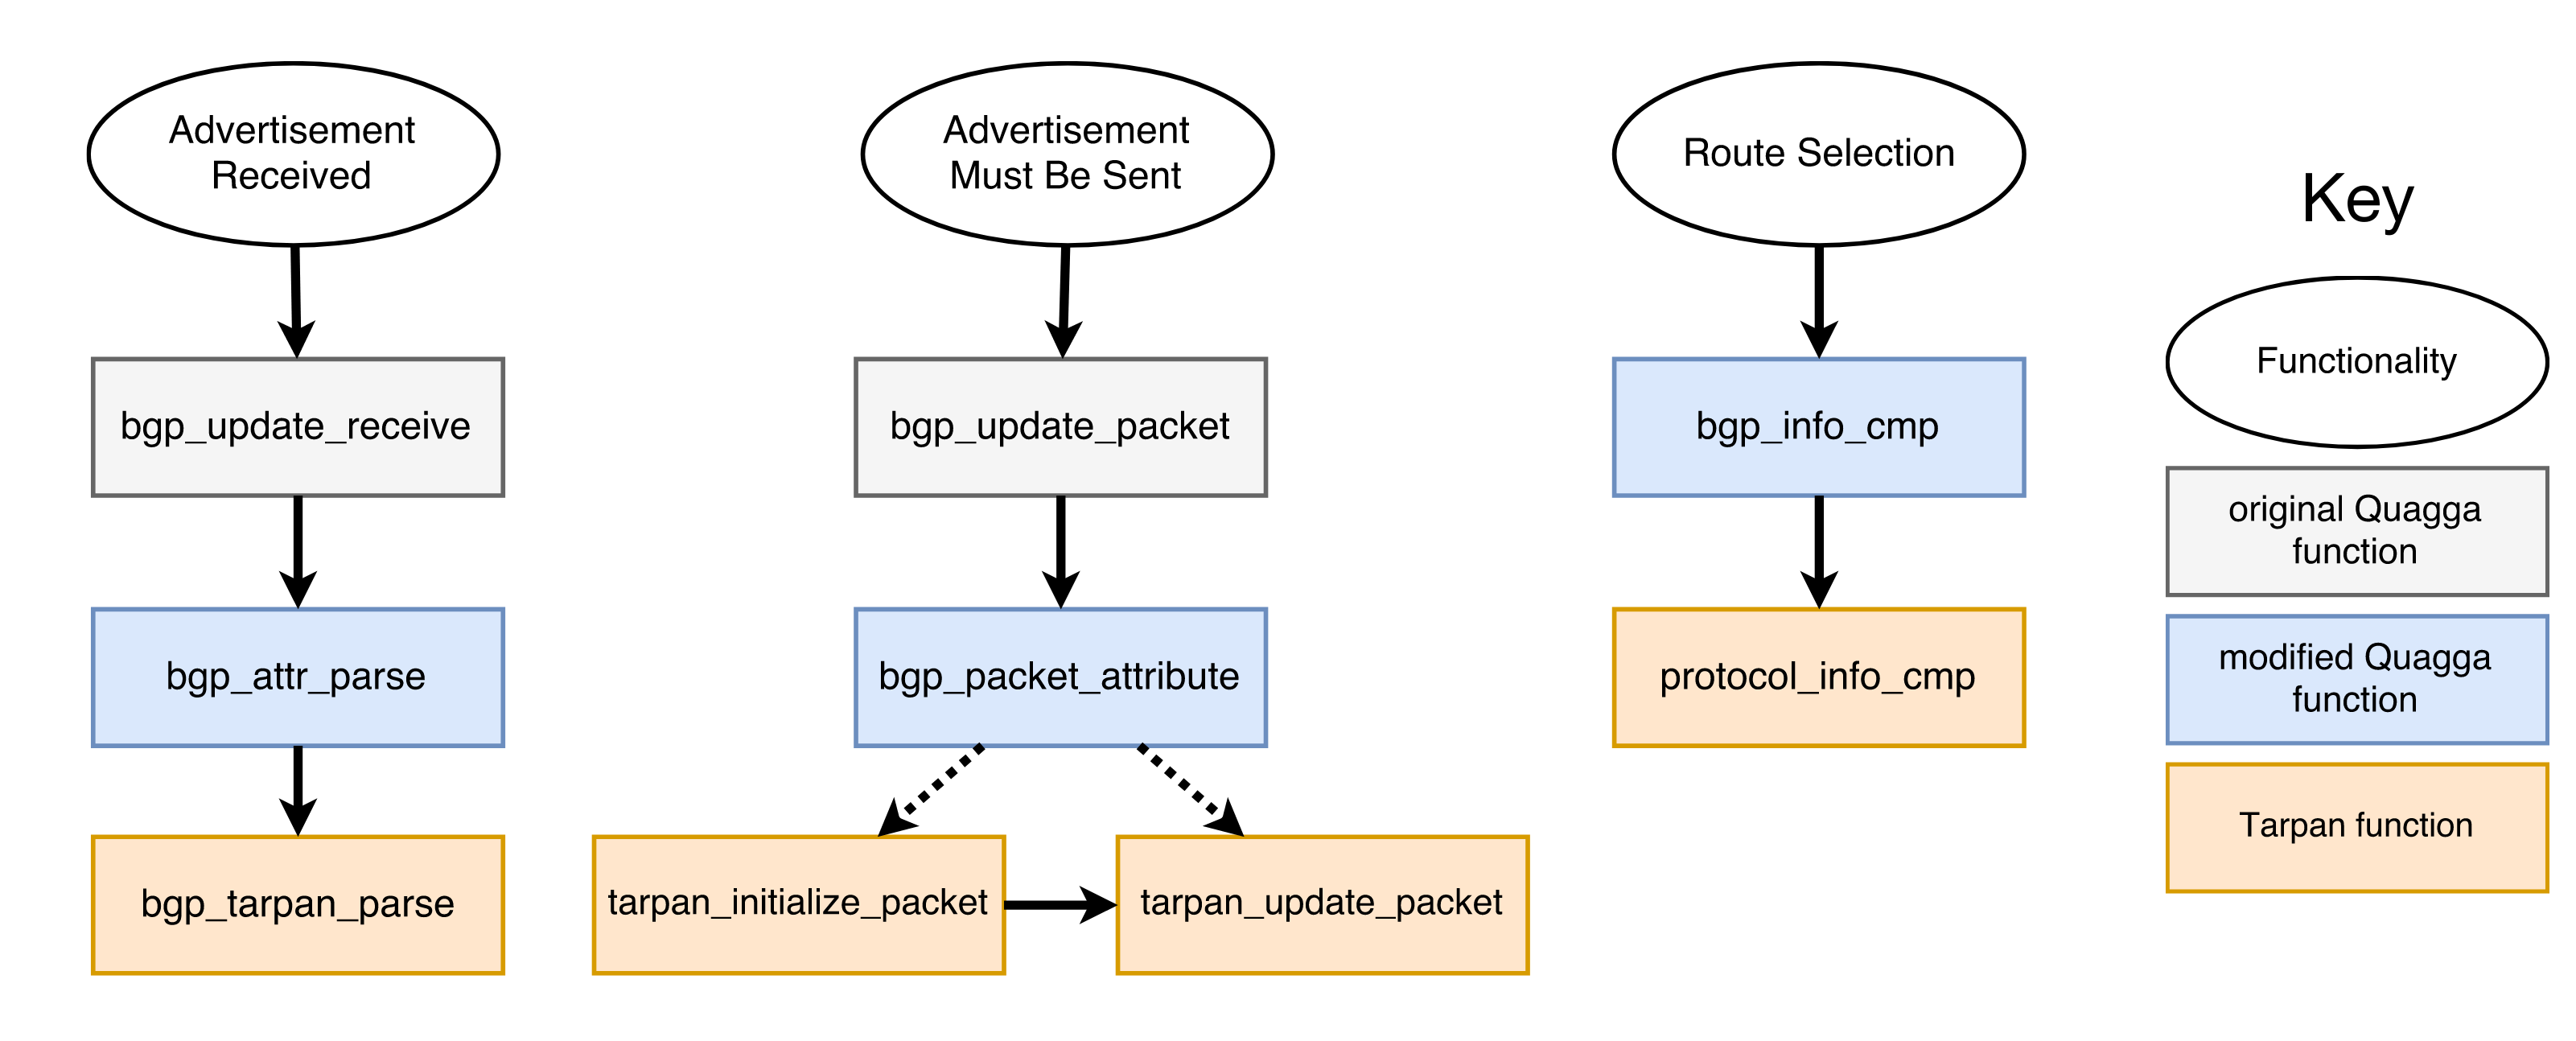 Advertisement
Received
bgp_update_receive
bgp_attr_parse
bgp_tarpan_parse
Advertisement
Must Be Sent
bgp_update_packet
bgp_packet_attribute
tarpan_initialize_packet
tarpan_update_packet
Route Selection
bgp_info_cmp
protocol_info_cmp
Key
Functionality
original Quagga
function
modified Quagga
function
Tarpan function